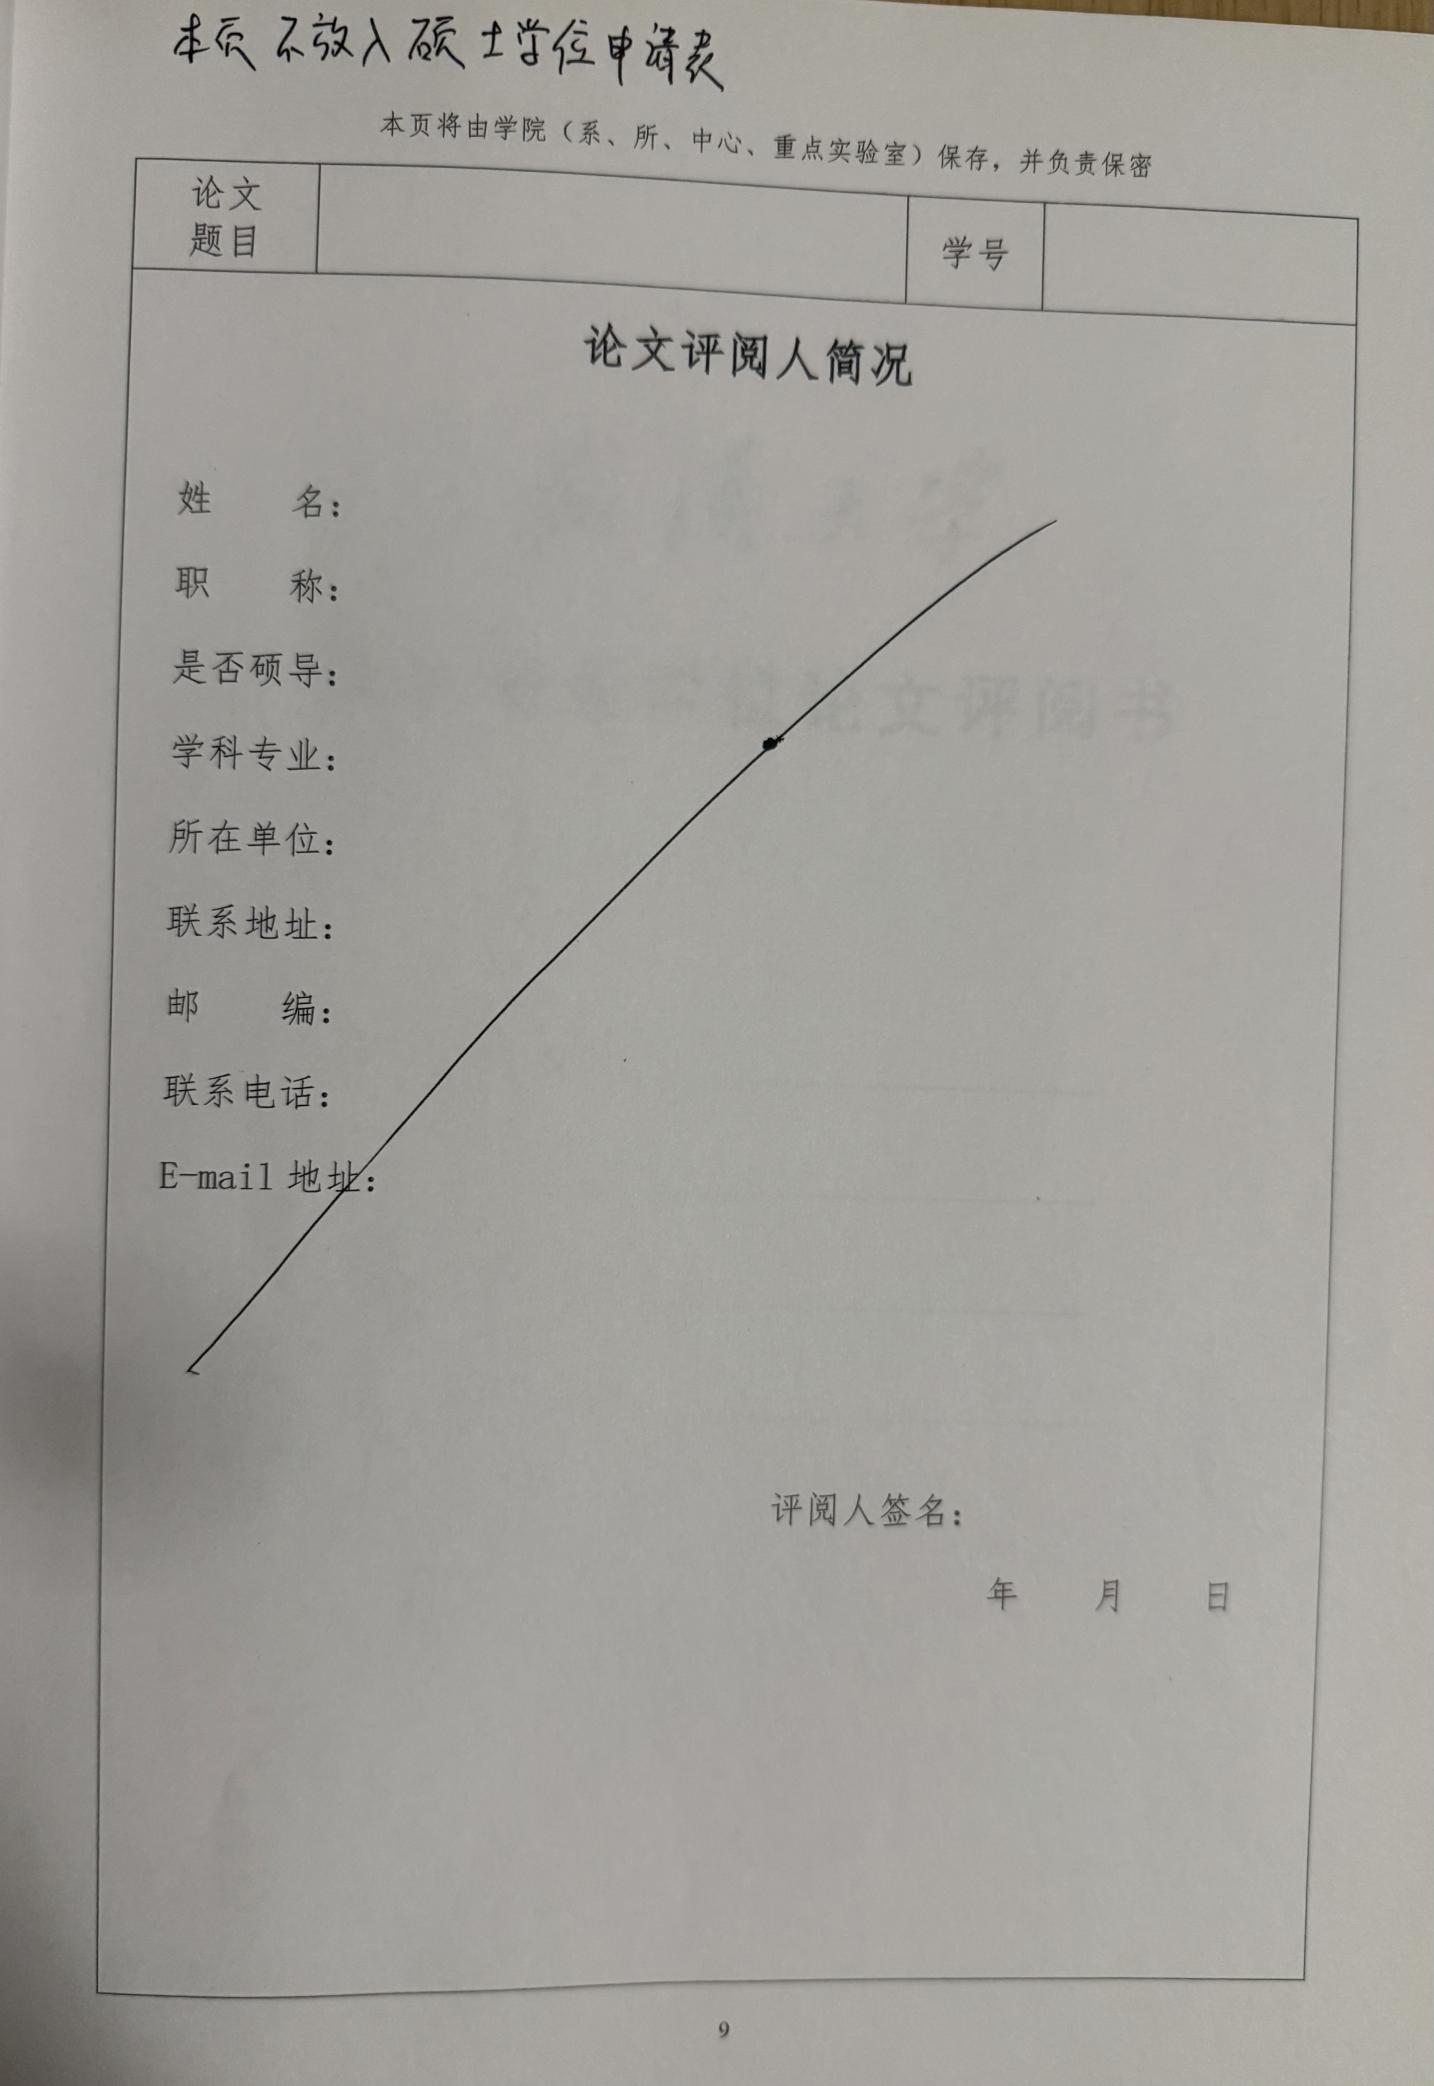 本页不放入硕士学位申请表
本页将由学院（系、所、中心、重点实验室）保存，并负责保密
论文题目
学号
论文评阅人简况
姓 名：
职 称：
是否硕导：
学科专业：
所在单位：
联系地址：
邮 编：
联系电话：
E-mail 地址：
评阅人签名：
年 月 日
9